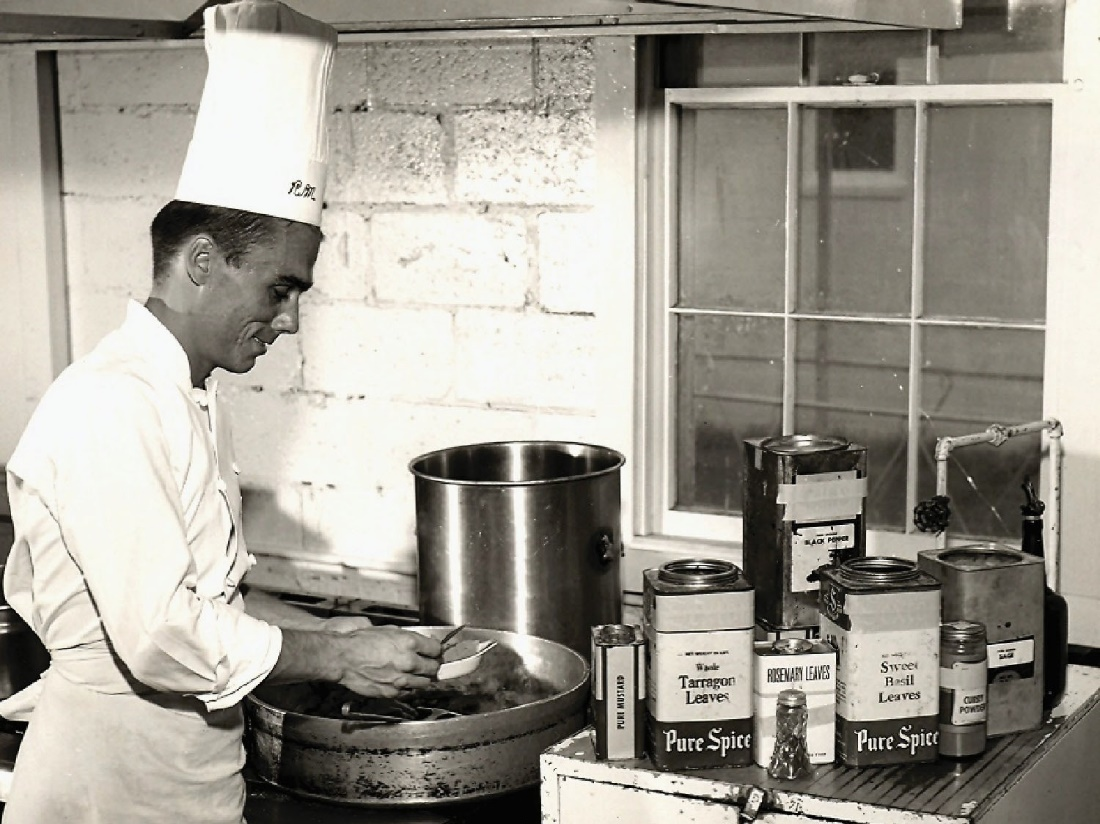 R.M.
BLACK PEPPER
PURE MUSTARD
Whole
Tarragon
Leaves
Pure Spice
ROSEMARY LEAVES
Sweet
Basil
Leaves
Pure Spice
CURRY
POWDER
SAGE